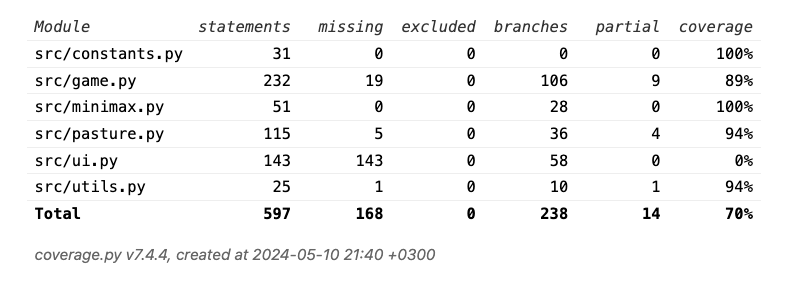 Module statements missing excluded branches partial coverage
src/constants.py 31 0 0 0 0 100%
src/game.py 232 19 0 106 9 89%
src/minimax.py 51 0 0 28 0 100%
src/pasture.py 115 5 0 36 4 94%
src/ui.py 143 143 0 58 0 0%
src/utils.py 25 1 0 10 1 94%
Total 597 168 0 238 14 70%
coverage.py v7.4.4, created at 2024-05-10 21:40 +0300